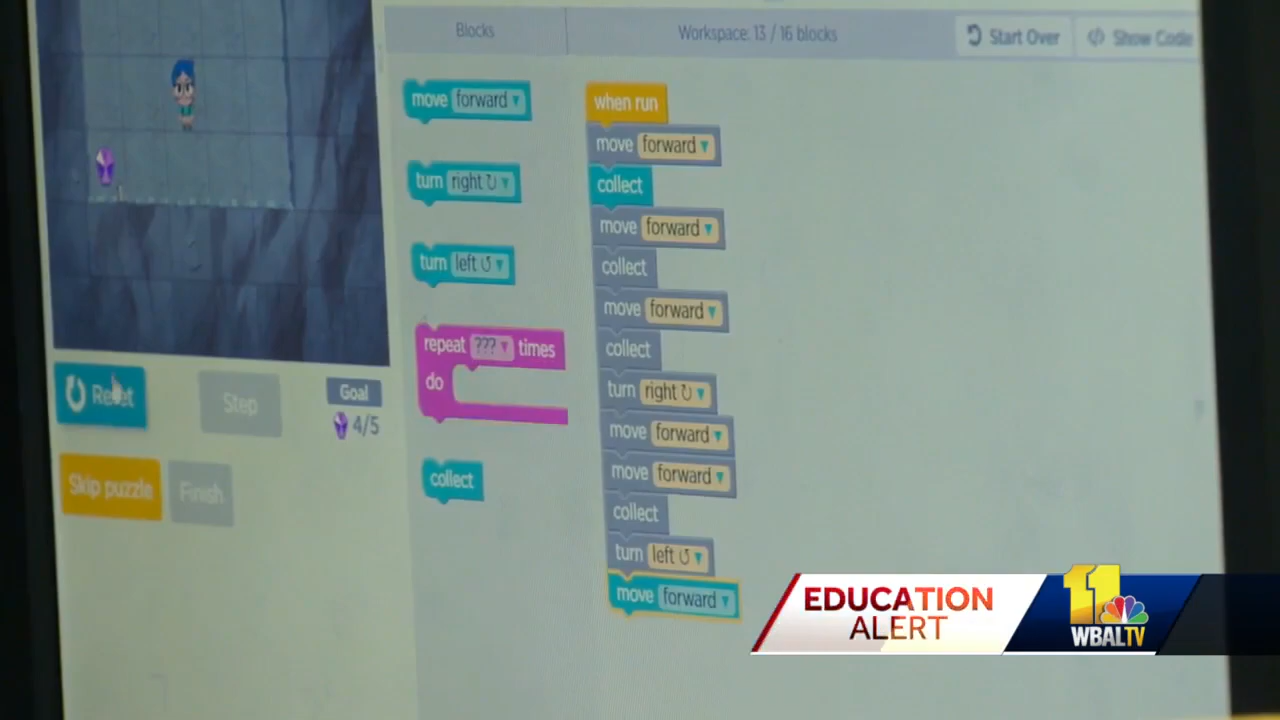 Blocks
Workspace: 13 / 16 blocks
Start Over
Show Code
move forward
turn right
turn left
repeat ??? times
do
collect
when run
move forward
collect
move forward
collect
move forward
collect
turn right
move forward
move forward
collect
turn left
move forward
Reset
Step
Goal
4/5
Skip puzzle
Finish
EDUCATION
ALERT
11
WBALTV